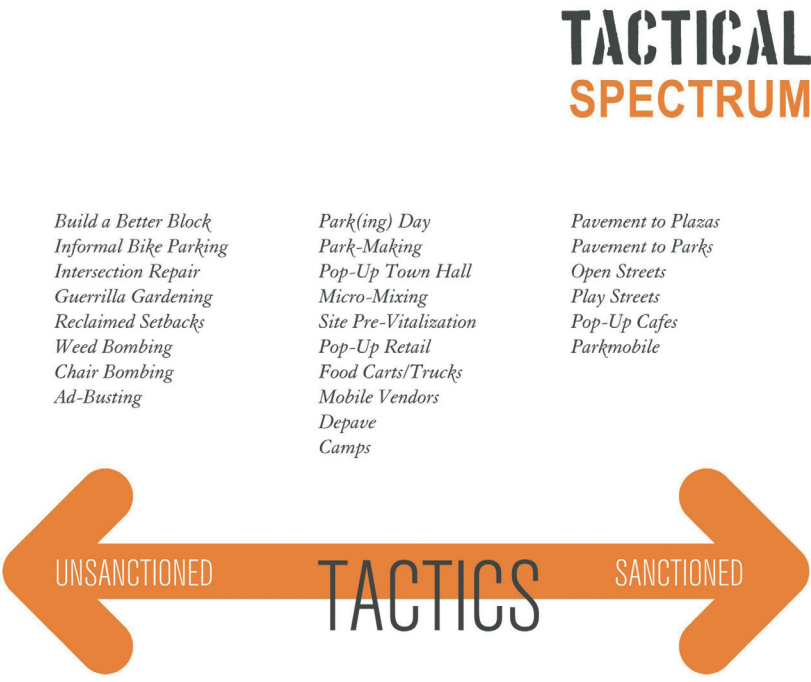 TACTICAL
SPECTRUM
Build a Better Block
Informal Bike Parking
Intersection Repair
Guerrilla Gardening
Reclaimed Setbacks
Weed Bombing
Chair Bombing
Ad-Busting
Park(ing) Day
Park-Making
Pop-Up Town Hall
Micro-Mixing
Site Pre-Vitalization
Pop-Up Retail
Food Carts/Trucks
Mobile Vendors
Depave
Camps
Pavement to Plazas
Pavement to Parks
Open Streets
Play Streets
Pop-Up Cafes
Parkmobile
UNSANCTIONED
TACTICS
SANCTIONED